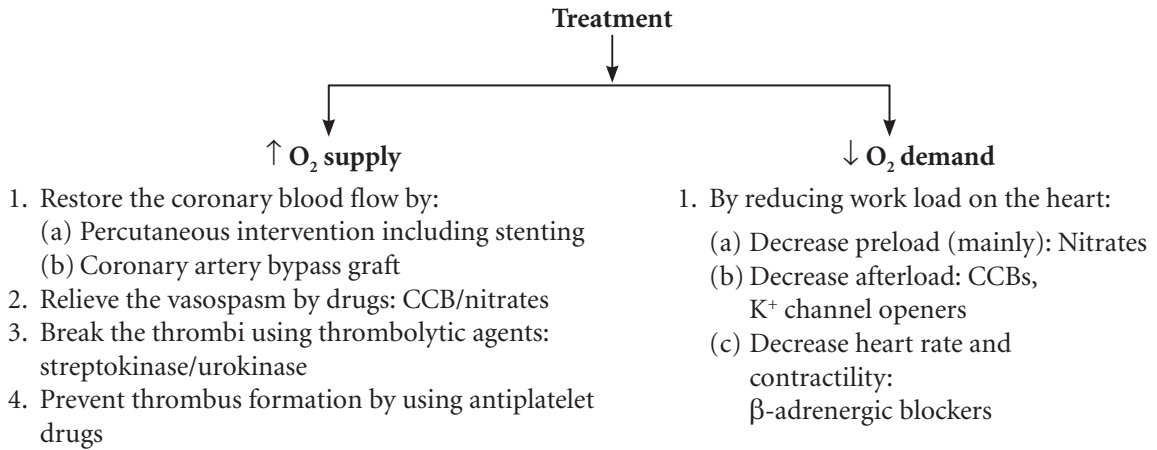 Treatment
↑ O₂ supply
1. Restore the coronary blood flow by:
(a) Percutaneous intervention including stenting
(b) Coronary artery bypass graft
2. Relieve the vasospasm by drugs: CCB/nitrates
3. Break the thrombi using thrombolytic agents:
streptokinase/urokinase
4. Prevent thrombus formation by using antiplatelet
drugs
↓ O₂ demand
1. By reducing work load on the heart:
(a) Decrease preload (mainly): Nitrates
(b) Decrease afterload: CCBs,
K⁺ channel openers
(c) Decrease heart rate and
contractility:
β-adrenergic blockers